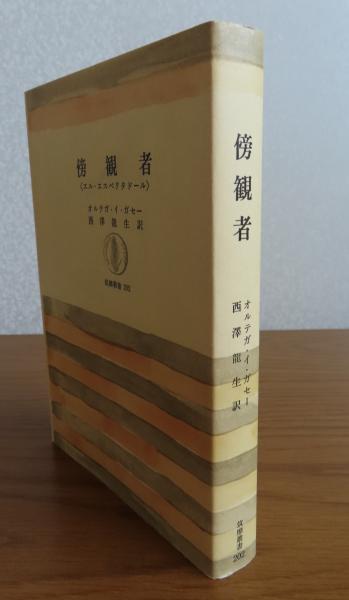 傍観者
〈エル・エスペクタドール〉
オルテガ・イ・ガセー
西澤龍生訳
筑摩叢書 202
傍観者
オルテガ・イ・ガセー
西澤龍生訳
筑摩叢書
202